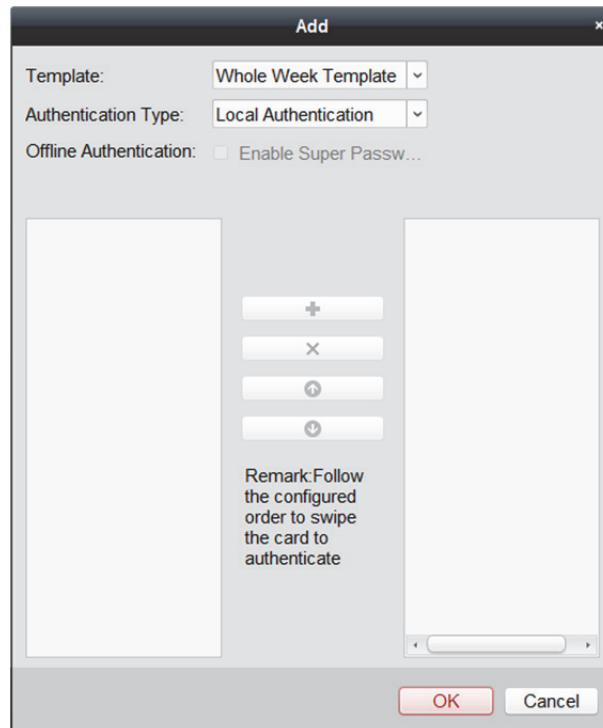 Add
Template: Whole Week Template
Authentication Type: Local Authentication
Offline Authentication: Enable Super Passw...
Remark:Follow
the configured
order to swipe
the card to
authenticate
OK Cancel